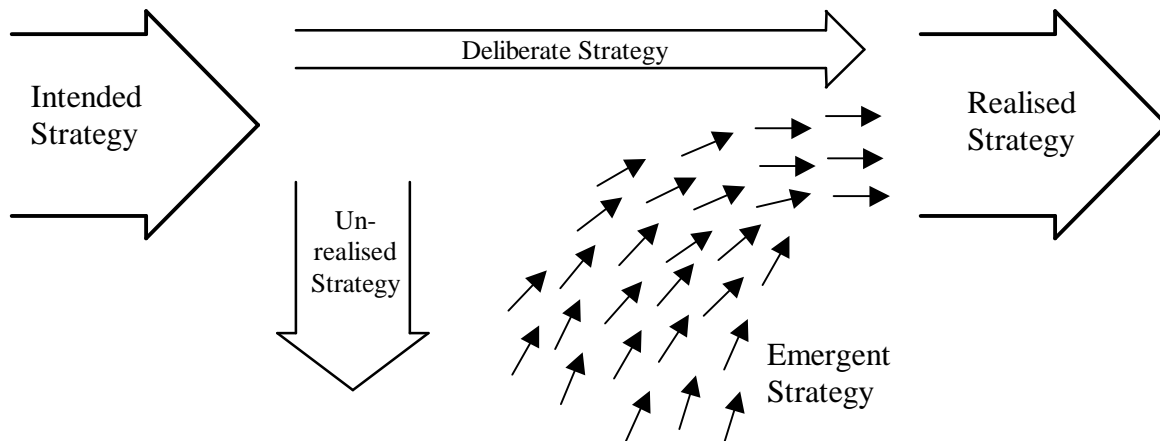 Intended
Strategy
Deliberate Strategy
Un-
realised
Strategy
Emergent
Strategy
Realised
Strategy